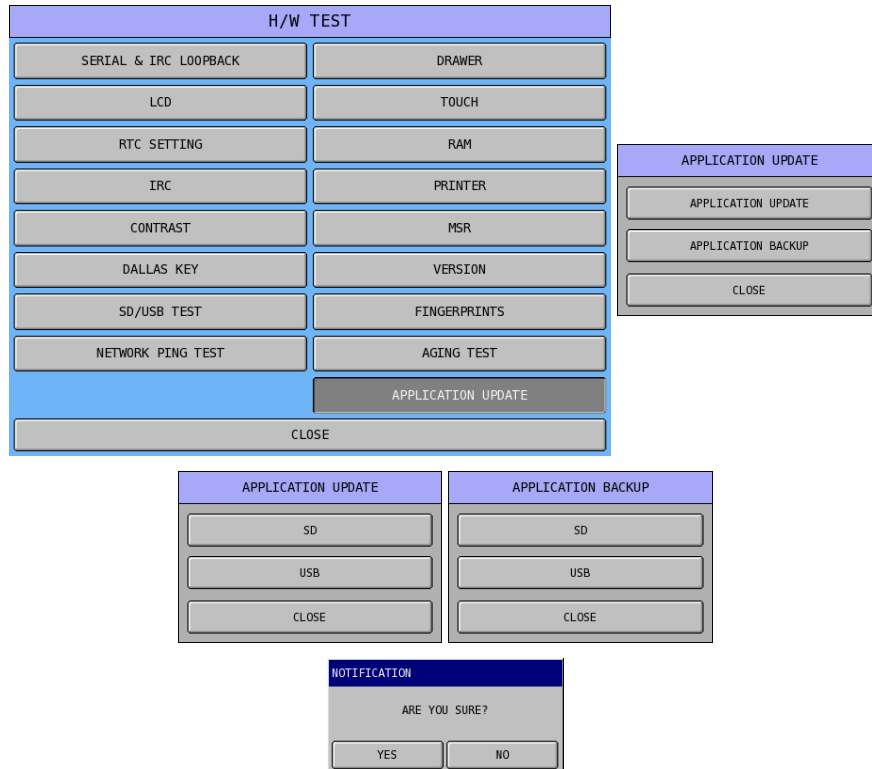 H/W TEST
SERIAL & IRC LOOPBACK
DRAWER
LCD
TOUCH
RTC SETTING
RAM
IRC
PRINTER
CONTRAST
MSR
DALLAS KEY
VERSION
SD/USB TEST
FINGERPRINTS
NETWORK PING TEST
AGING TEST
APPLICATION UPDATE
CLOSE
APPLICATION UPDATE
APPLICATION UPDATE
APPLICATION BACKUP
CLOSE
APPLICATION UPDATE
SD
USB
CLOSE
APPLICATION BACKUP
SD
USB
CLOSE
NOTIFICATION
ARE YOU SURE?
YES
NO